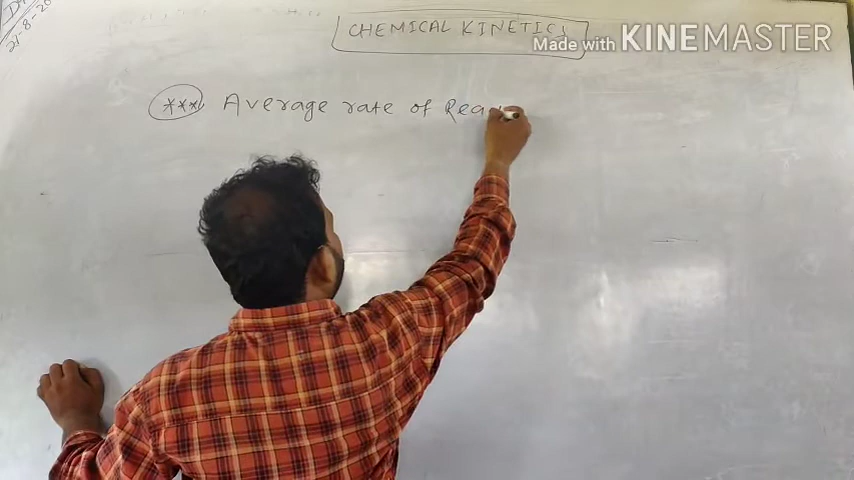 CHEMICAL KINETICS
Made with KINEMASTER
*** Average rate of Rea